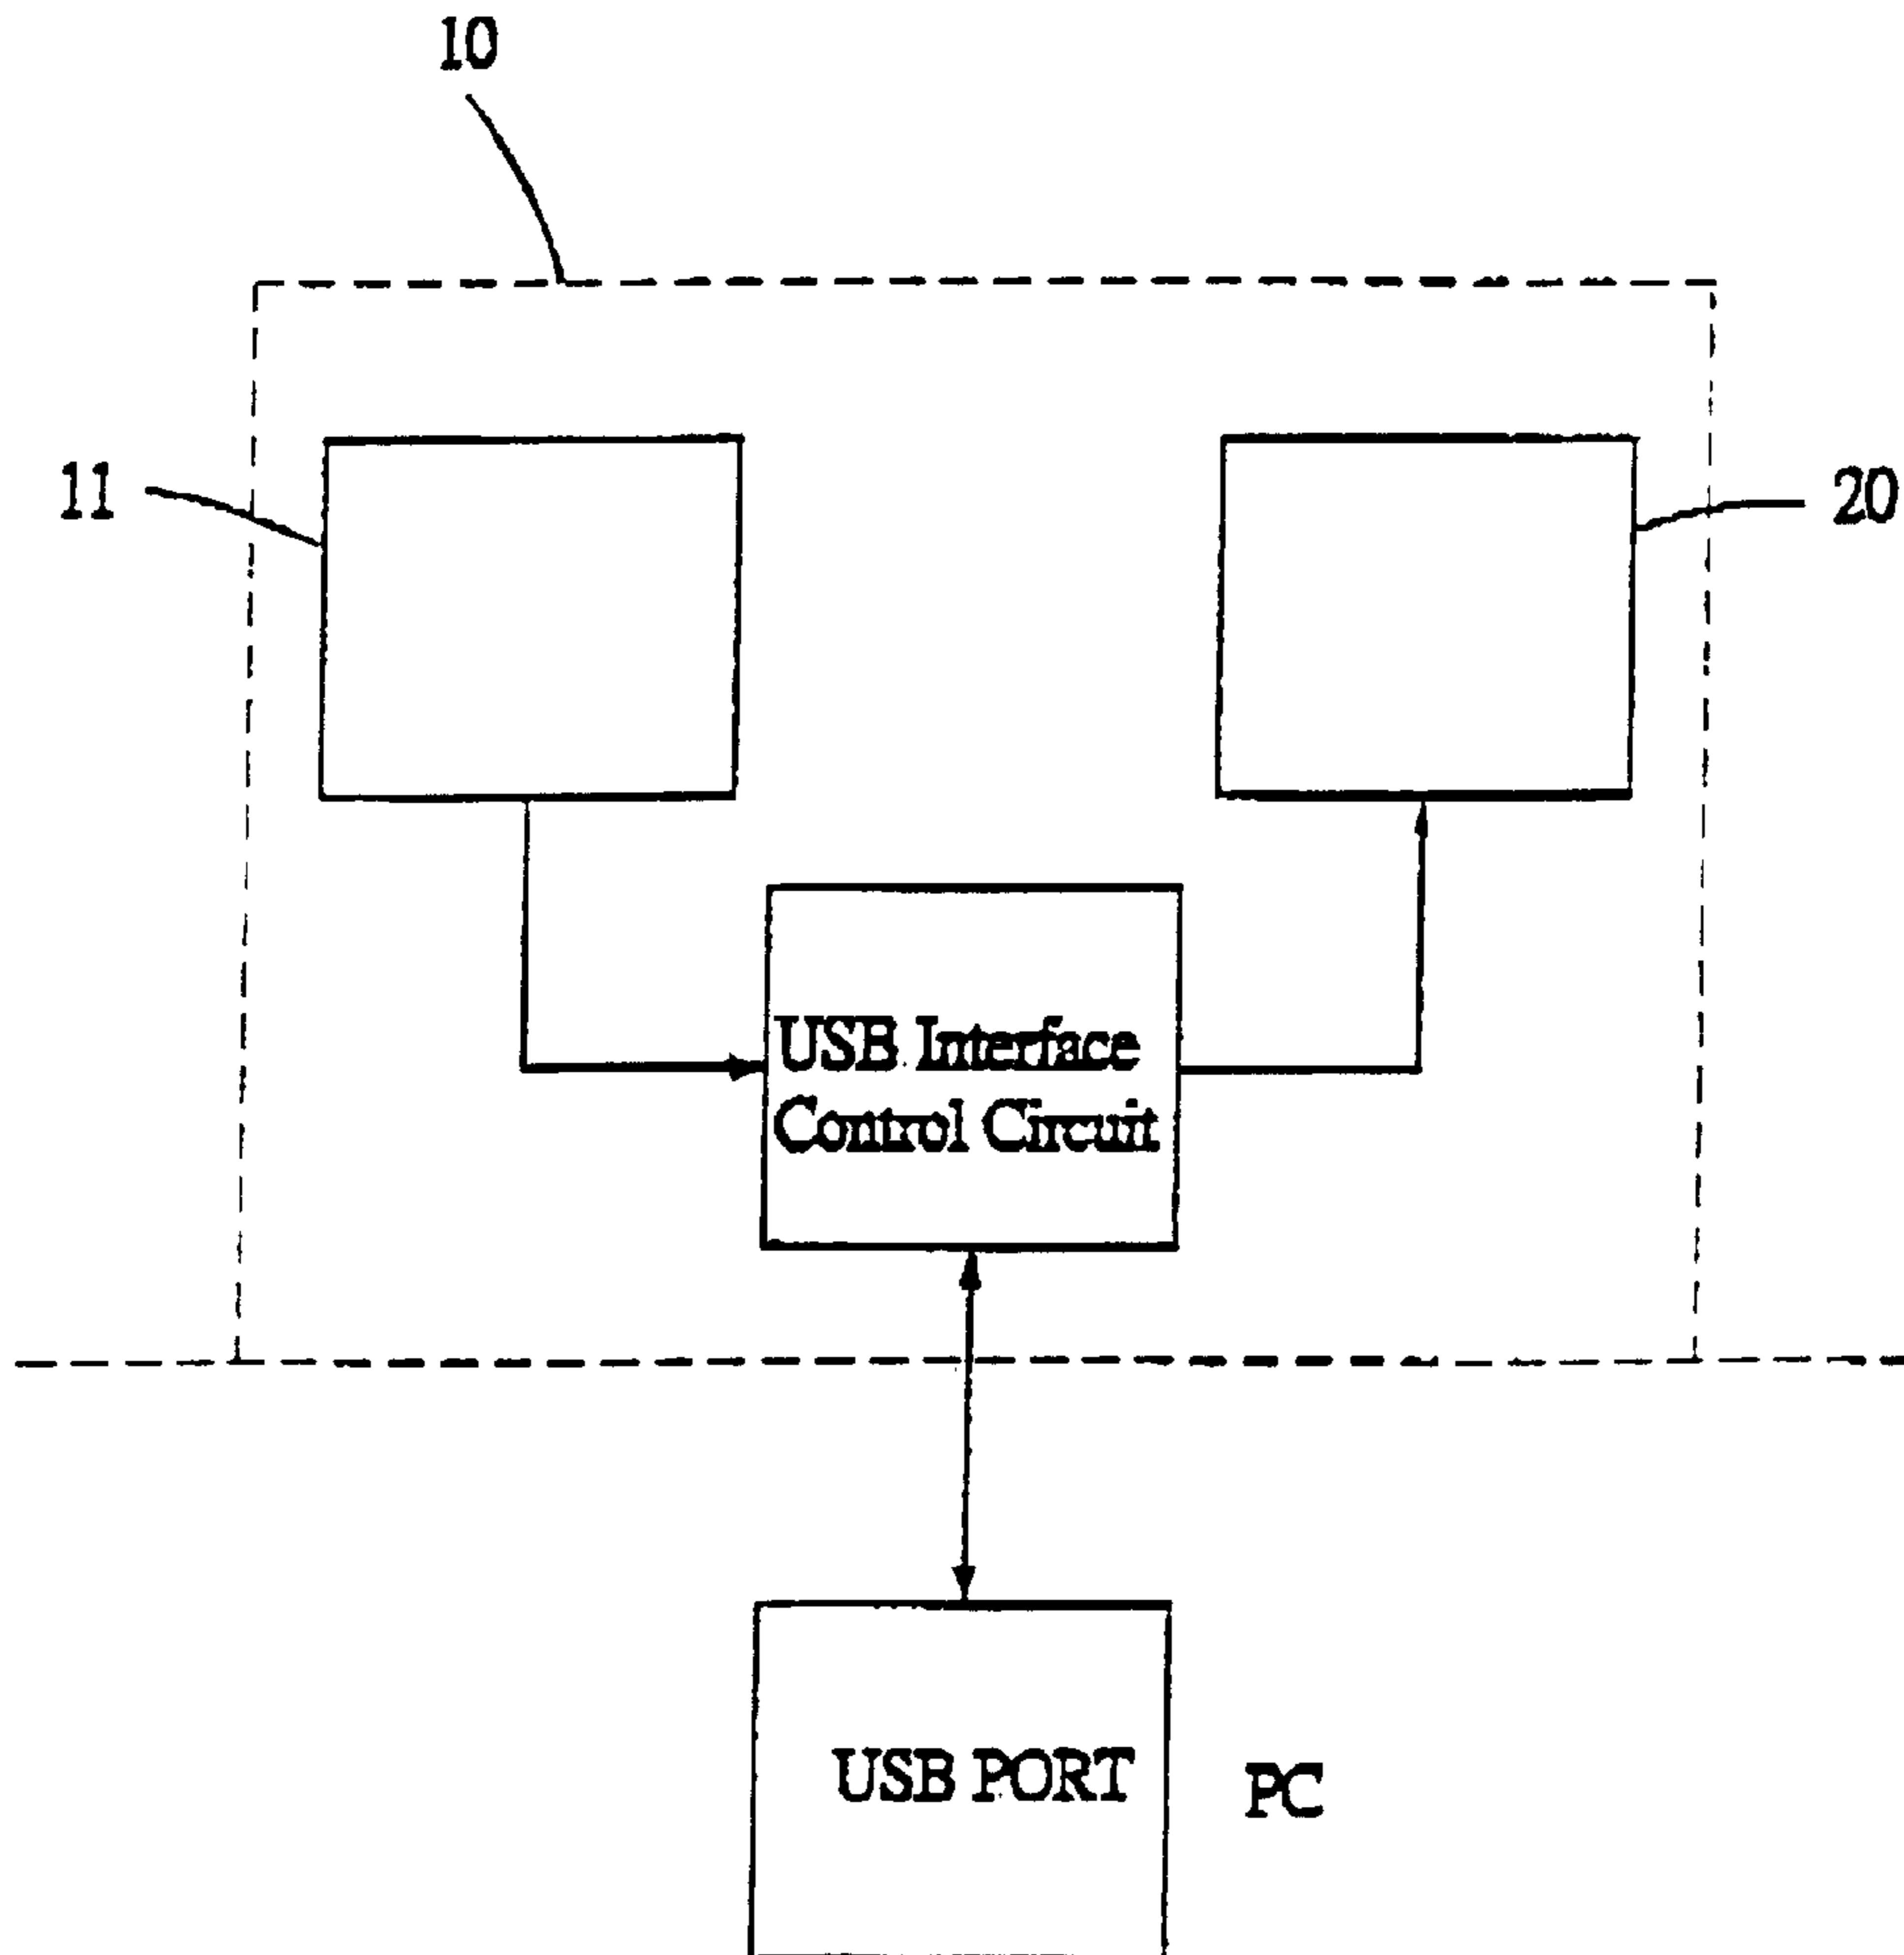 10
11
20
USB Interface
Control Circuit
USB PORT
PC